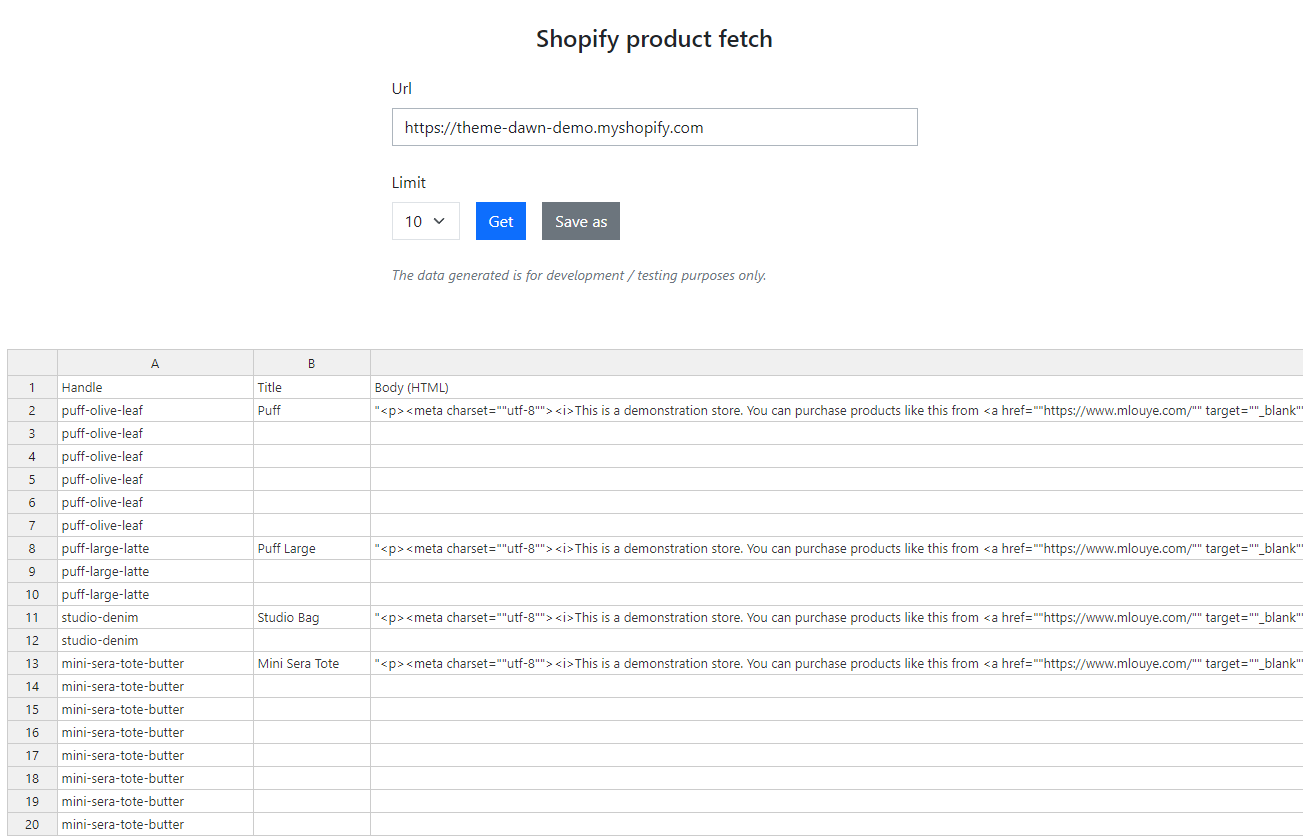 Shopify product fetch
Url
https://theme-dawn-demo.myshopify.com
Limit
10 Get Save as
The data generated is for development / testing purposes only.
A B
1 Handle Title Body (HTML)
2 puff-olive-leaf Puff "<p><meta charset=""utf-8""><i>This is a demonstration store. You can purchase products like this from <a href=""https://www.mlouye.com/"" target=""_blank""
3 puff-olive-leaf
4 puff-olive-leaf
5 puff-olive-leaf
6 puff-olive-leaf
7 puff-olive-leaf
8 puff-large-latte Puff Large "<p><meta charset=""utf-8""><i>This is a demonstration store. You can purchase products like this from <a href=""https://www.mlouye.com/"" target=""_blank""
9 puff-large-latte
10 puff-large-latte
11 studio-denim Studio Bag "<p><meta charset=""utf-8""><i>This is a demonstration store. You can purchase products like this from <a href=""https://www.mlouye.com/"" target=""_blank""
12 studio-denim
13 mini-sera-tote-butter Mini Sera Tote "<p><meta charset=""utf-8""><i>This is a demonstration store. You can purchase products like this from <a href=""https://www.mlouye.com/"" target=""_blank""
14 mini-sera-tote-butter
15 mini-sera-tote-butter
16 mini-sera-tote-butter
17 mini-sera-tote-butter
18 mini-sera-tote-butter
19 mini-sera-tote-butter
20 mini-sera-tote-butter